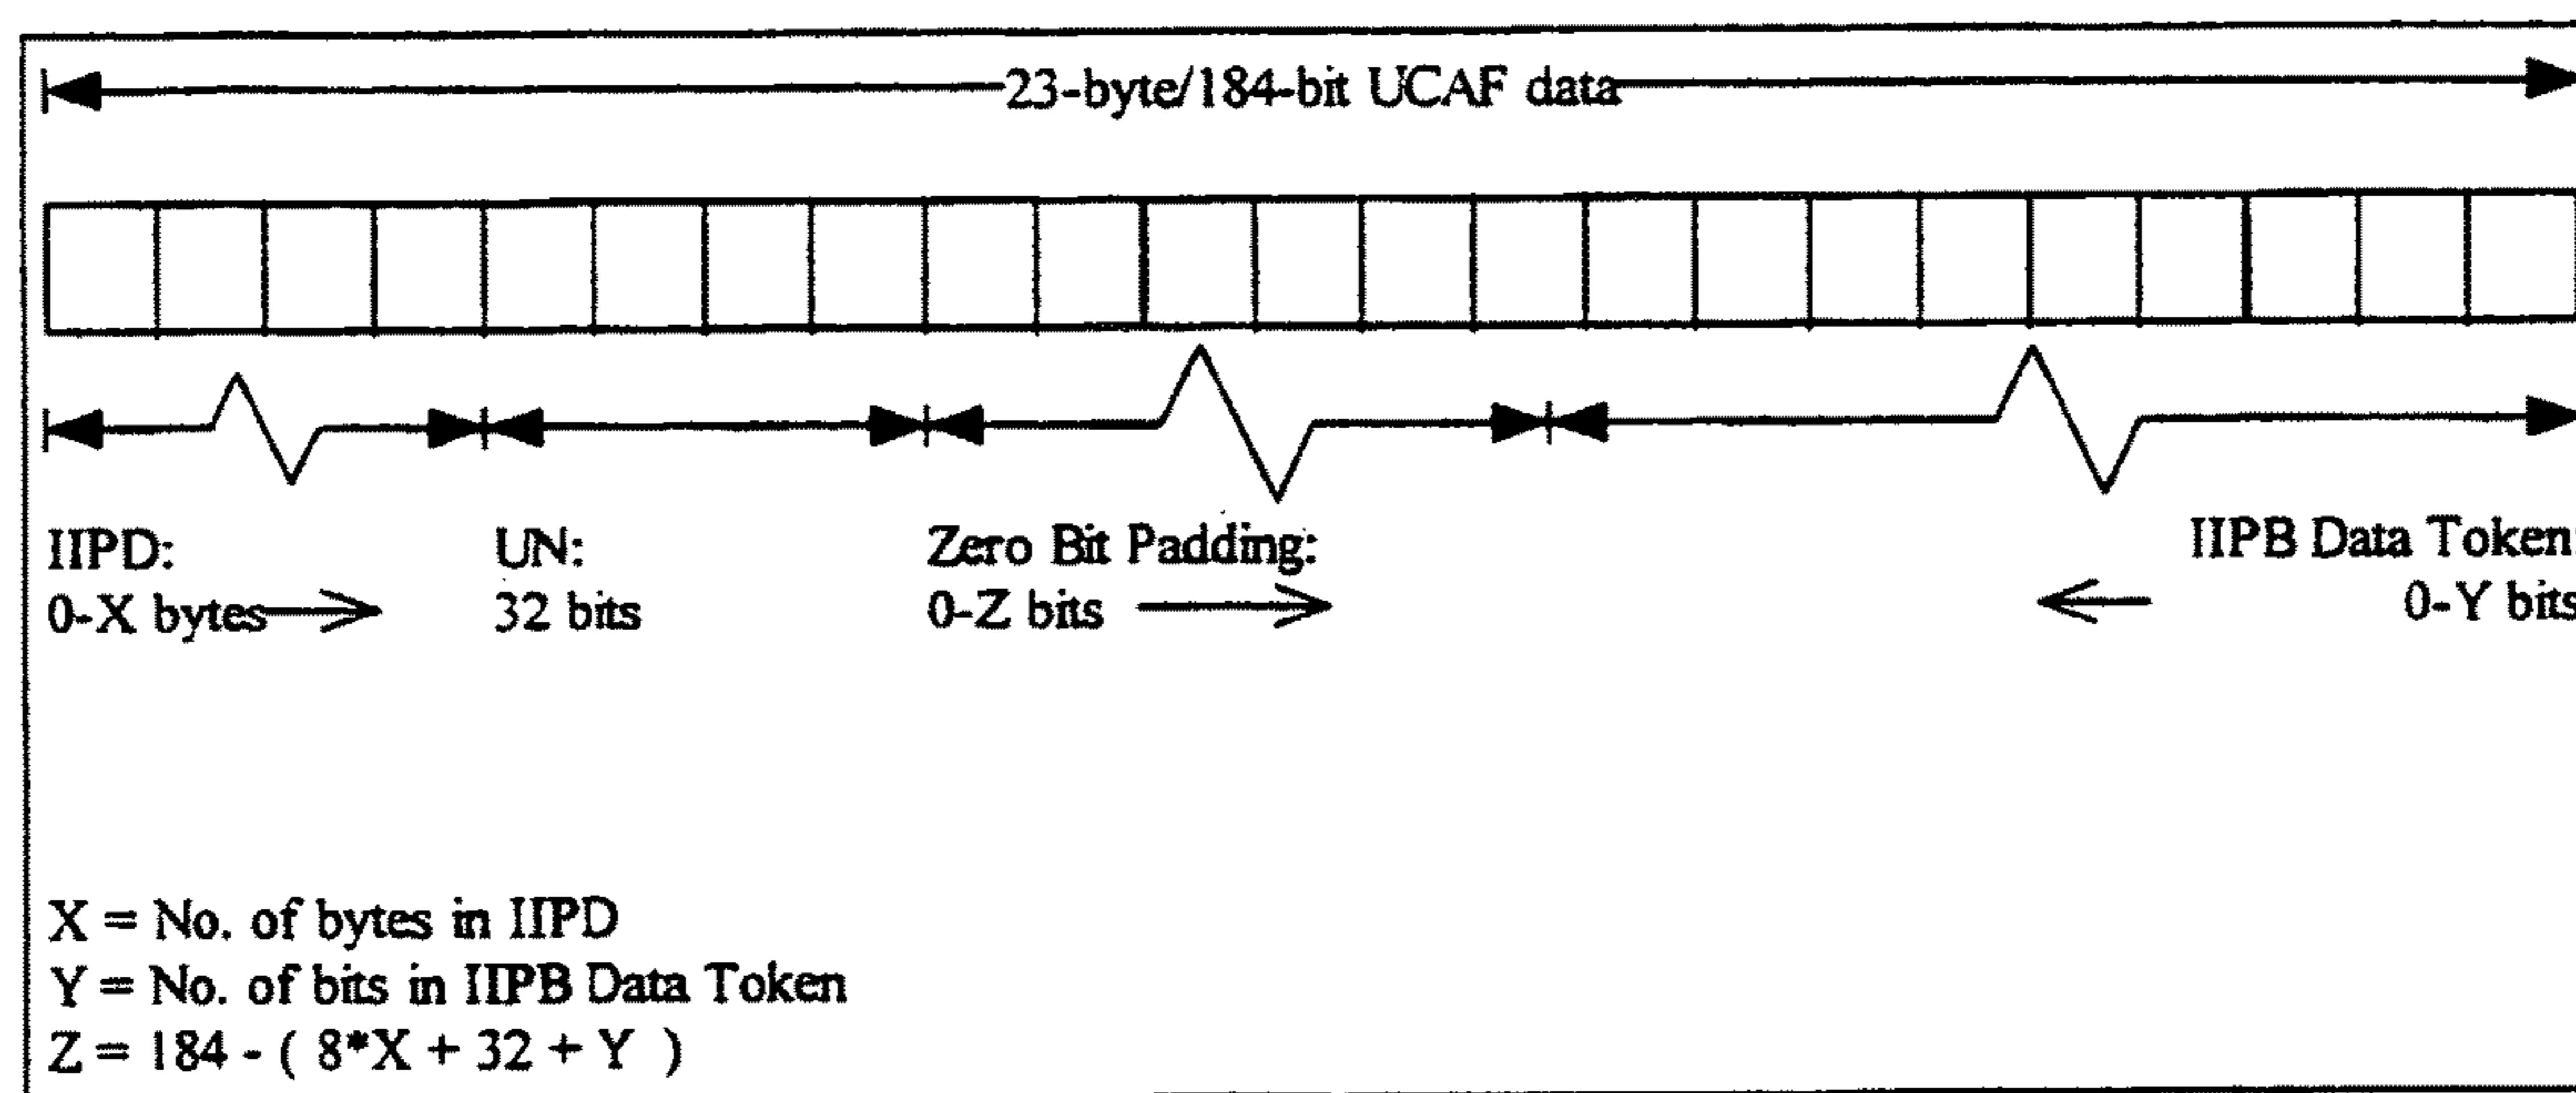 23-byte/184-bit UCAF data
IIPD:
0-X bytes
UN:
32 bits
Zero Bit Padding:
0-Z bits
IIPB Data Token
0-Y bits
X = No. of bytes in IIPD
Y = No. of bits in IIPB Data Token
Z = 184 - ( 8*X + 32 + Y )